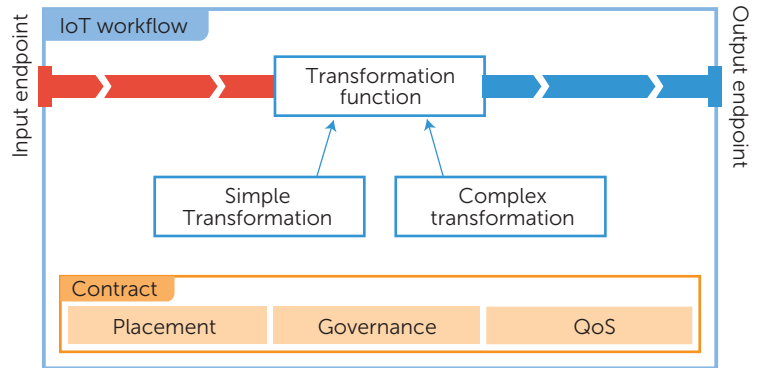 IoT workflow
Input endpoint
Transformation
function
Output endpoint
Simple
Transformation
Complex
transformation
Contract
Placement
Governance
QoS